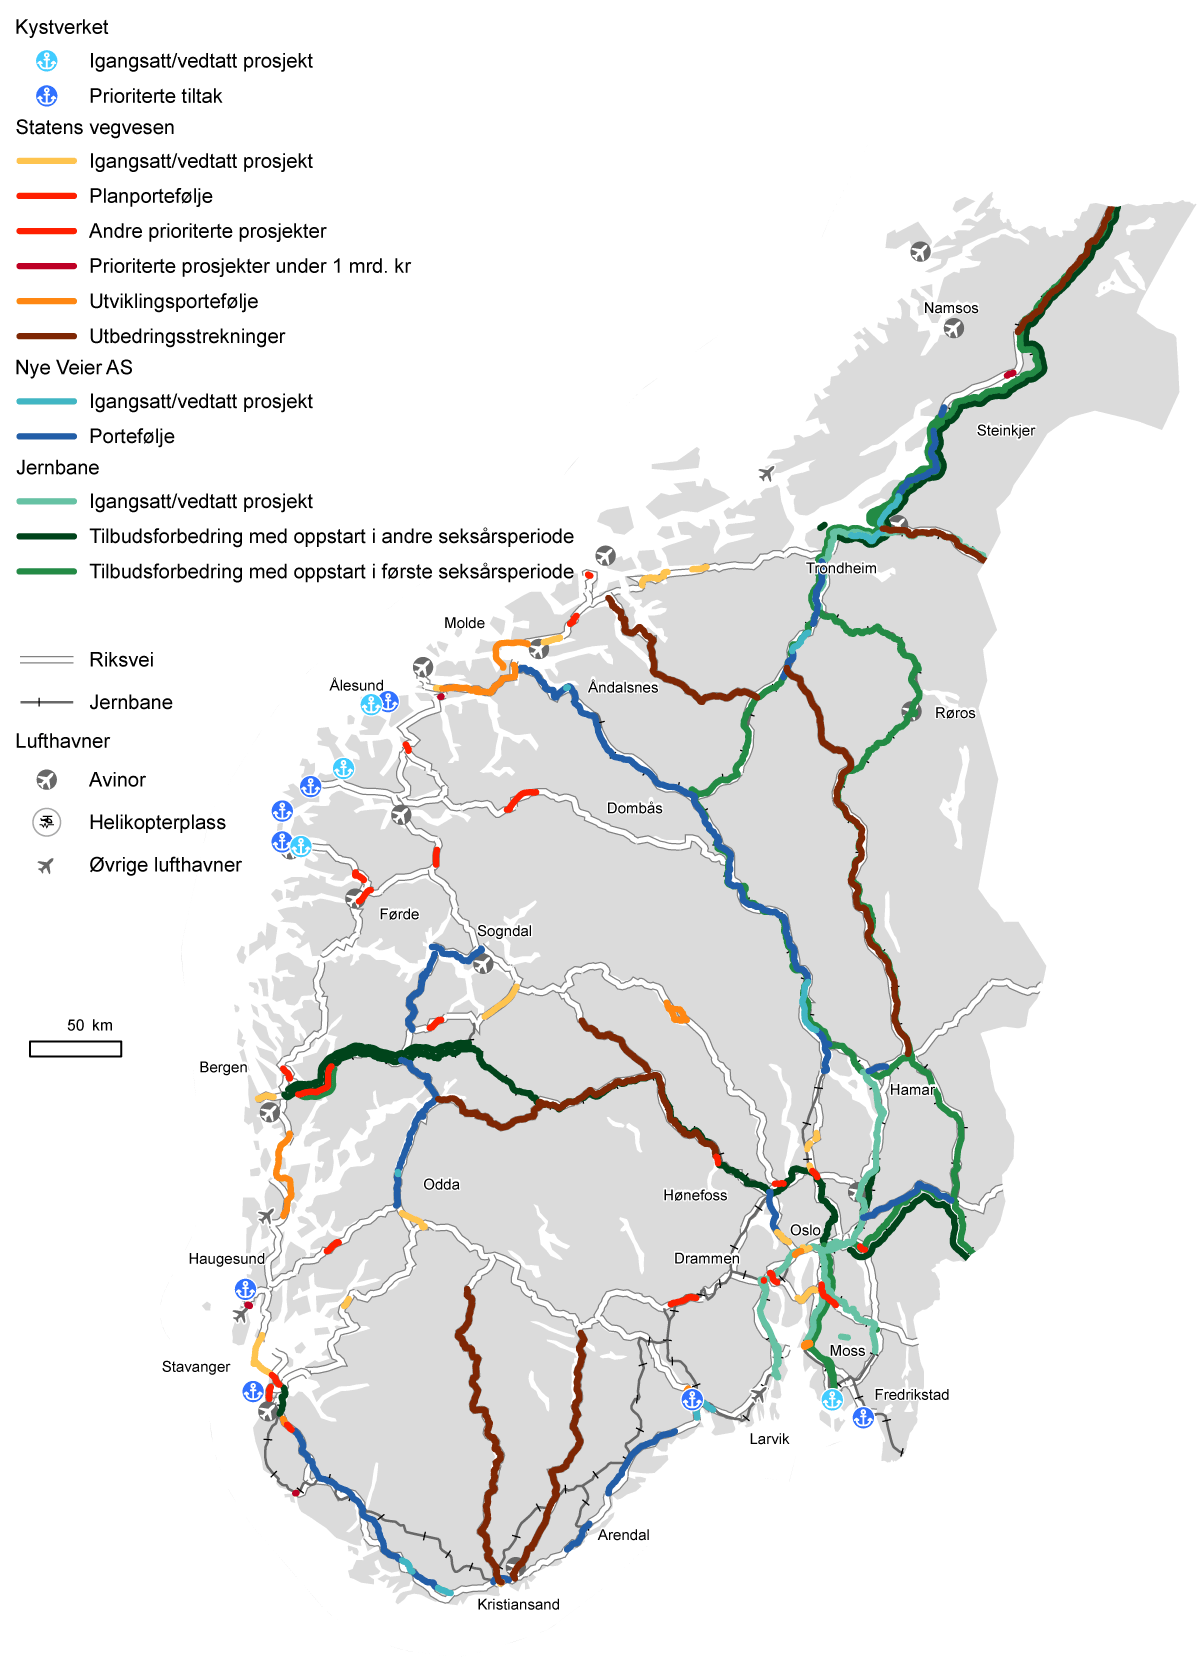 Kystverket
Igangsatt/vedtatt prosjekt
Prioriterte tiltak
Statens vegvesen
Igangsatt/vedtatt prosjekt
Planportefølje
Andre prioriterte prosjekter
Prioriterte prosjekter under 1 mrd. kr
Utviklingsportefølje
Utbedringsstrekninger
Nye Veier AS
Igangsatt/vedtatt prosjekt
Portefølje
Jernbane
Igangsatt/vedtatt prosjekt
Tilbudsforbedring med oppstart i andre seksårsperiode
Tilbudsforbedring med oppstart i første seksårsperiode
Riksvei
Jernbane
Lufthavner
Avinor
Helikopterplass
Øvrige lufthavner
50 km
Namsos
Steinkjer
Trondheim
Molde
Ålesund
Åndalsnes
Røros
Dombås
Førde
Sogndal
Bergen
Hamar
Odda
Hønefoss
Oslo
Drammen
Haugesund
Moss
Stavanger
Fredrikstad
Larvik
Arendal
Kristiansand